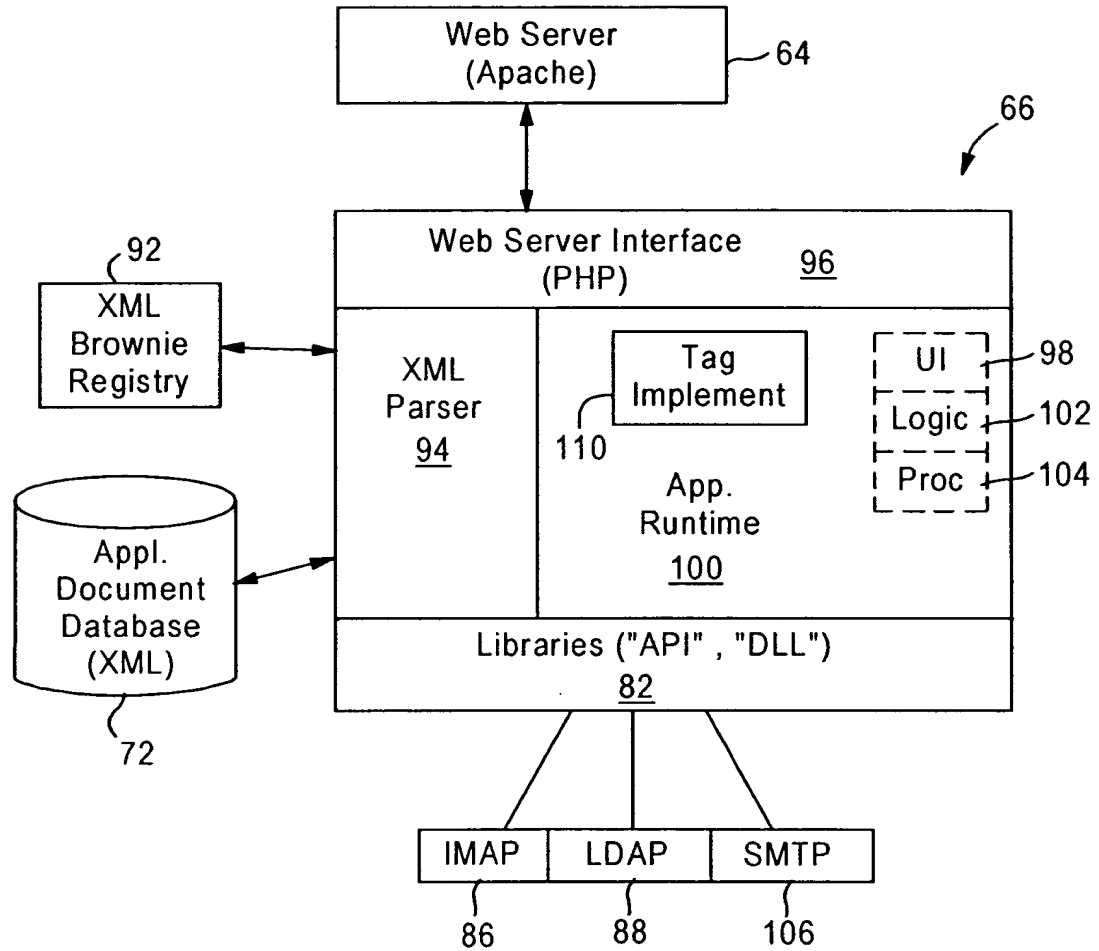 Web Server
(Apache)
64
66
Web Server Interface
(PHP)
96
92
XML
Brownie
Registry
XML
Parser
94
Tag
Implement
110
UI
98
Logic
102
Proc
104
App.
Runtime
100
Appl.
Document
Database
(XML)
72
Libraries ("API" , "DLL")
82
IMAP
LDAP
SMTP
86
88
106